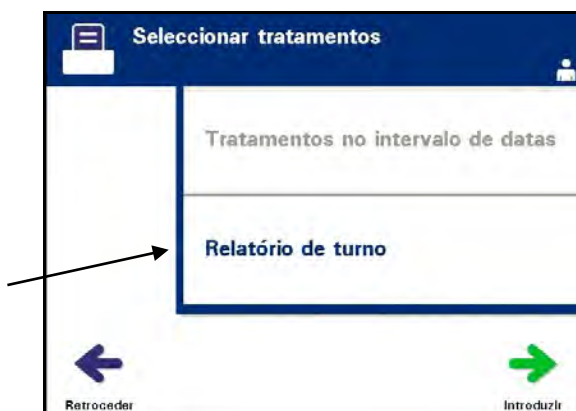 Seleccionar tratamentos
Tratamentos no intervalo de datas
Relatório de turno
Retroceder
Introduzir